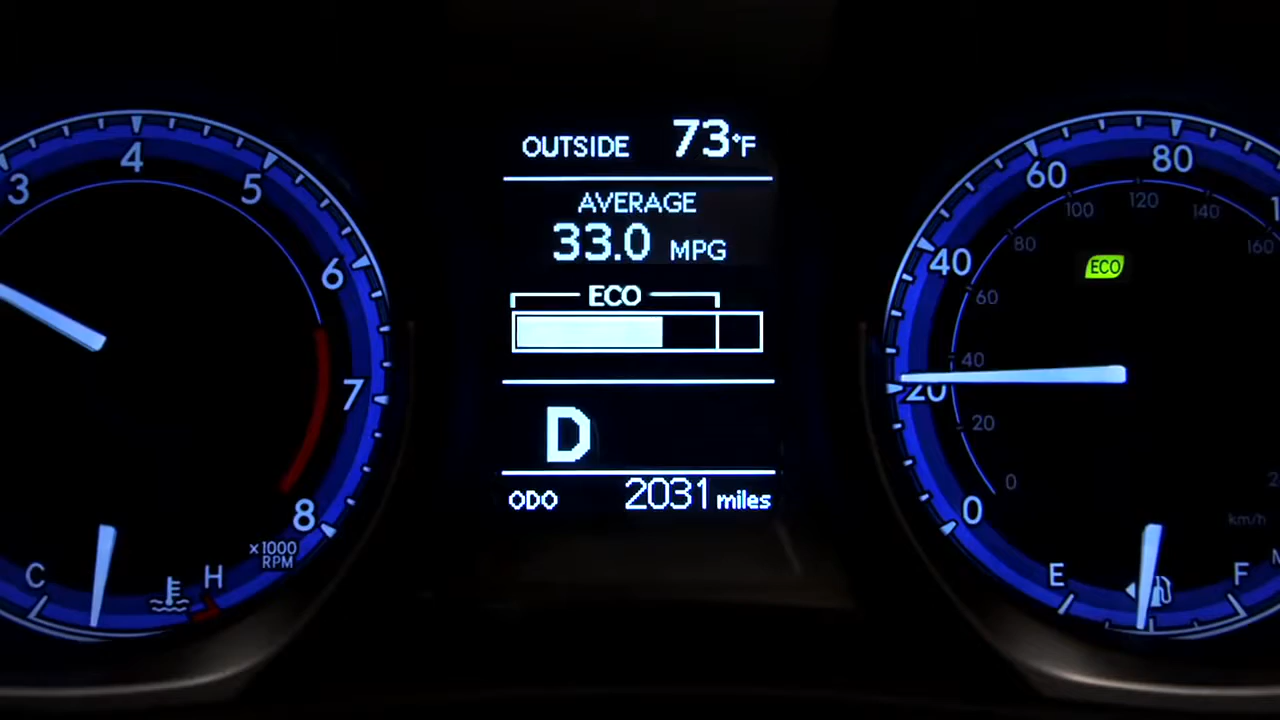 OUTSIDE 73°F
AVERAGE
33.0 MPG
ECO
D
ODO 2031 miles
3
4
5
6
7
8
x1000
RPM
C
H
0
20
40
60
80
0
20
40
60
80
100
120
140
160
km/h
ECO
E
F